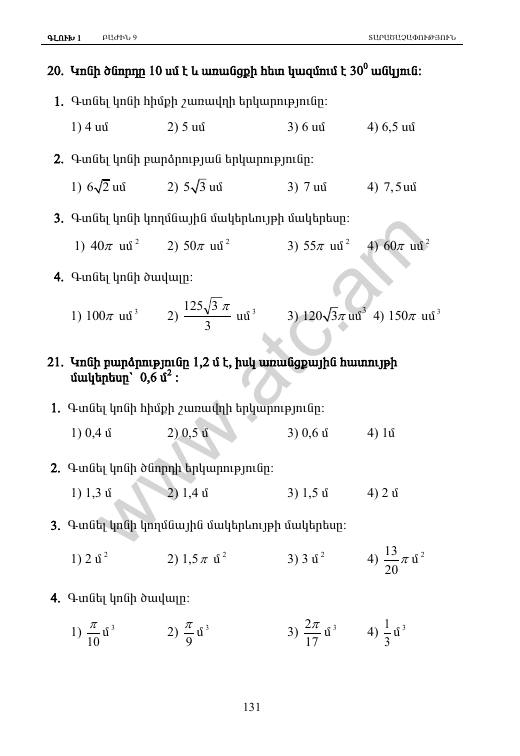 ԳԼՈՒԽ 1 ԲԱԺԻՆ 9 ՏԱՐԱԾԱՉԱՓՈՒԹՅՈՒՆ
20. Կոնի ծնորդը 10 սմ է և առանցքի հետ կազմում է 30⁰ անկյուն:
1. Գտնել կոնի հիմքի շառավղի երկարությունը:
1) 4 սմ 2) 5 սմ 3) 6 սմ 4) 6,5 սմ
2. Գտնել կոնի բարձրության երկարությունը:
1) 6√2 սմ 2) 5√3 սմ 3) 7 սմ 4) 7,5 սմ
3. Գտնել կոնի կողմնային մակերևույթի մակերեսը:
1) 40π սմ² 2) 50π սմ² 3) 55π սմ² 4) 60π սմ²
4. Գտնել կոնի ծավալը:
1) 100π սմ³ 2) 125√3 π/3 սմ³ 3) 120√3π սմ³ 4) 150π սմ³
21. Կոնի բարձրությունը 1,2 մ է, իսկ առանցքային հատույթի
մակերեսը՝ 0,6 մ² :
1. Գտնել կոնի հիմքի շառավղի երկարությունը:
1) 0,4 մ 2) 0,5 մ 3) 0,6 մ 4) 1մ
2. Գտնել կոնի ծնորդի երկարությունը:
1) 1,3 մ 2) 1,4 մ 3) 1,5 մ 4) 2 մ
3. Գտնել կոնի կողմնային մակերևույթի մակերեսը:
1) 2 մ² 2) 1,5π մ² 3) 3 մ² 4) 13/20 π մ²
4. Գտնել կոնի ծավալը:
1) π/10 մ³ 2) π/9 մ³ 3) 2π/17 մ³ 4) 1/3 մ³
131
www.atc.am